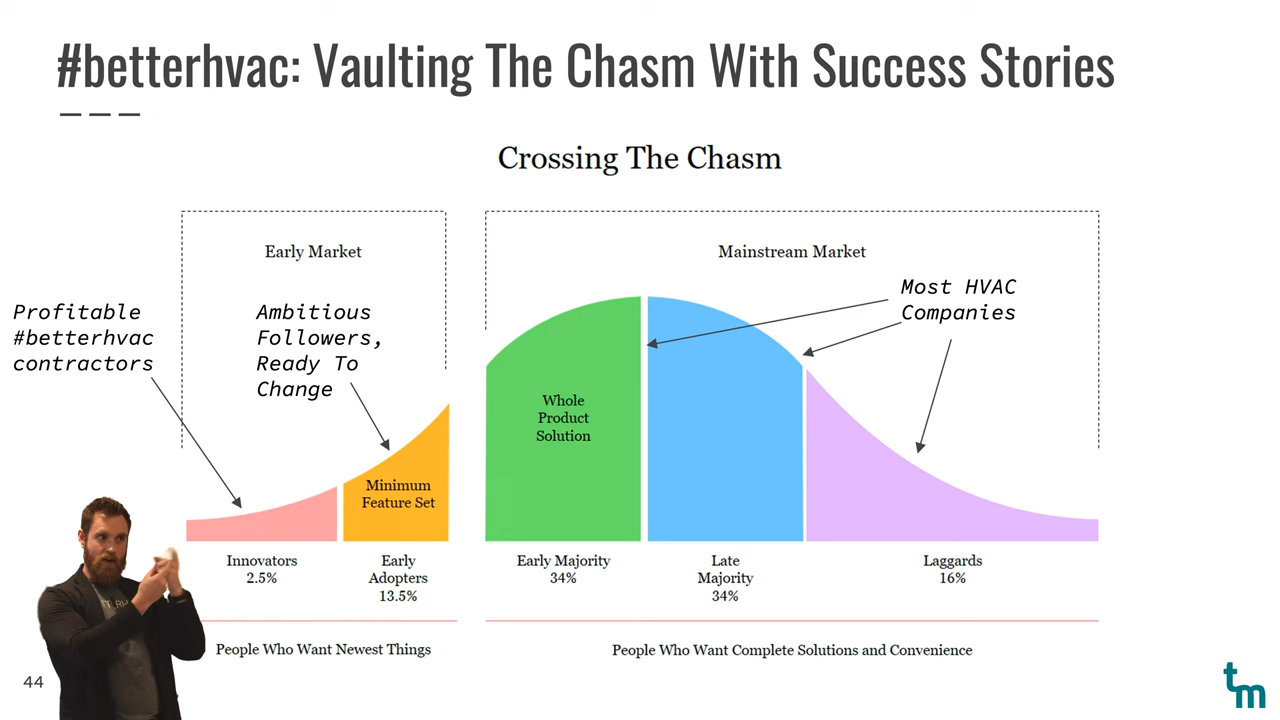 #betterhvac: Vaulting The Chasm With Success Stories
Crossing The Chasm
Early Market
Mainstream Market
Profitable
#betterhvac
contractors
Ambitious
Followers,
Ready To
Change
Most HVAC
Companies
Whole
Product
Solution
Minimum
Feature Set
Innovators
2.5%
Early
Adopters
13.5%
Early Majority
34%
Late
Majority
34%
Laggards
16%
People Who Want Newest Things
People Who Want Complete Solutions and Convenience
44
tm